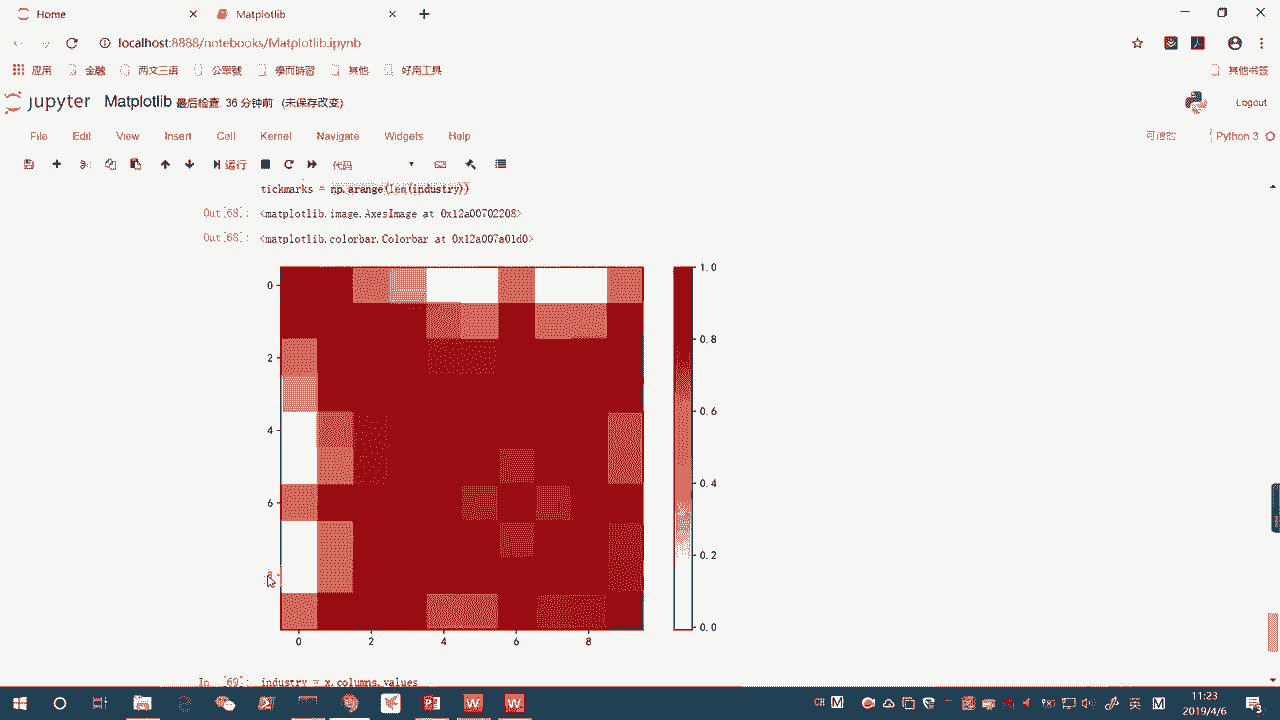 Home
Matplotlib
localhost:8888/notebooks/Matplotlib.ipynb
应用 金融 两文三语 公眾號 學而時習 其他 好用工具 其他书签
jupyter Matplotlib 最后检查: 36 分钟前 (未保存改变) Logout
File Edit View Insert Cell Kernel Navigate Widgets Help 可信的 Python 3
运行 代码
tickmarks = np.arange(len(industry))
Out[68]: <matplotlib.image.AxesImage at 0x12a00702208>
Out[68]: <matplotlib.colorbar.Colorbar at 0x12a007a01d0>
0
2
4
6
8
0 2 4 6 8
1.0
0.8
0.6
0.4
0.2
0.0
In [69]: industry = x.columns.values
CH M 英 M
11:23
2019/4/6